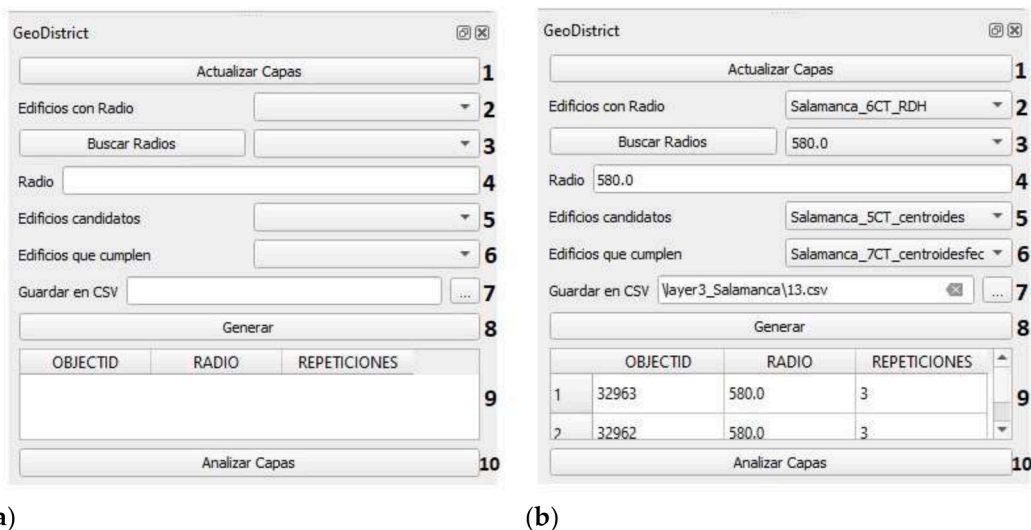 GeoDistrict
Actualizar Capas 1
Edificios con Radio 2
Buscar Radios 3
Radio 4
Edificios candidatos 5
Edificios que cumplen 6
Guardar en CSV ... 7
Generar 8
OBJECTID RADIO REPETICIONES
9
Analizar Capas 10
a)
GeoDistrict
Actualizar Capas 1
Edificios con Radio Salamanca_6CT_RDH 2
Buscar Radios 580.0 3
Radio 580.0 4
Edificios candidatos Salamanca_5CT_centroides 5
Edificios que cumplen Salamanca_7CT_centroidesfec 6
Guardar en CSV \layer3_Salamanca\13.csv ... 7
Generar 8
OBJECTID RADIO REPETICIONES
1 32963 580.0 3
9
2 32962 580.0 3
Analizar Capas 10
(b)